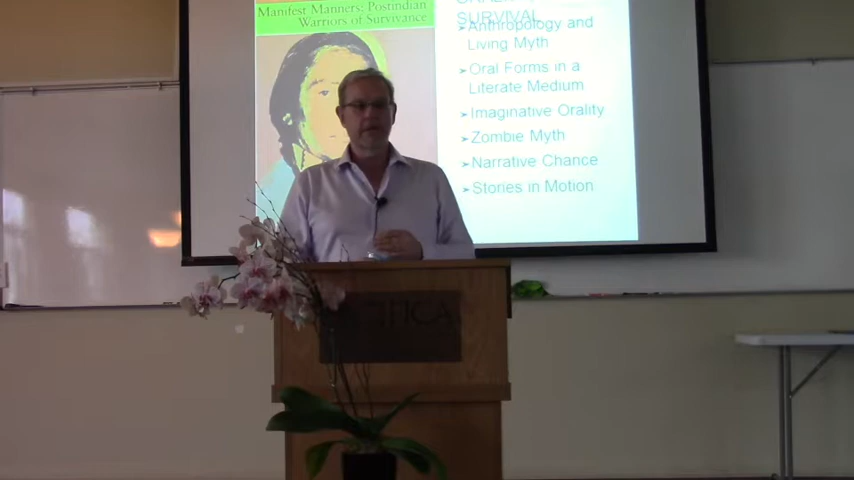 Manifest Manners: Postindian
Warriors of Survivance
SURVIVAL
➢Anthropology and
Living Myth
➢Oral Forms in a
Literate Medium
➢Imaginative Orality
➢Zombie Myth
➢Narrative Chance
➢Stories in Motion